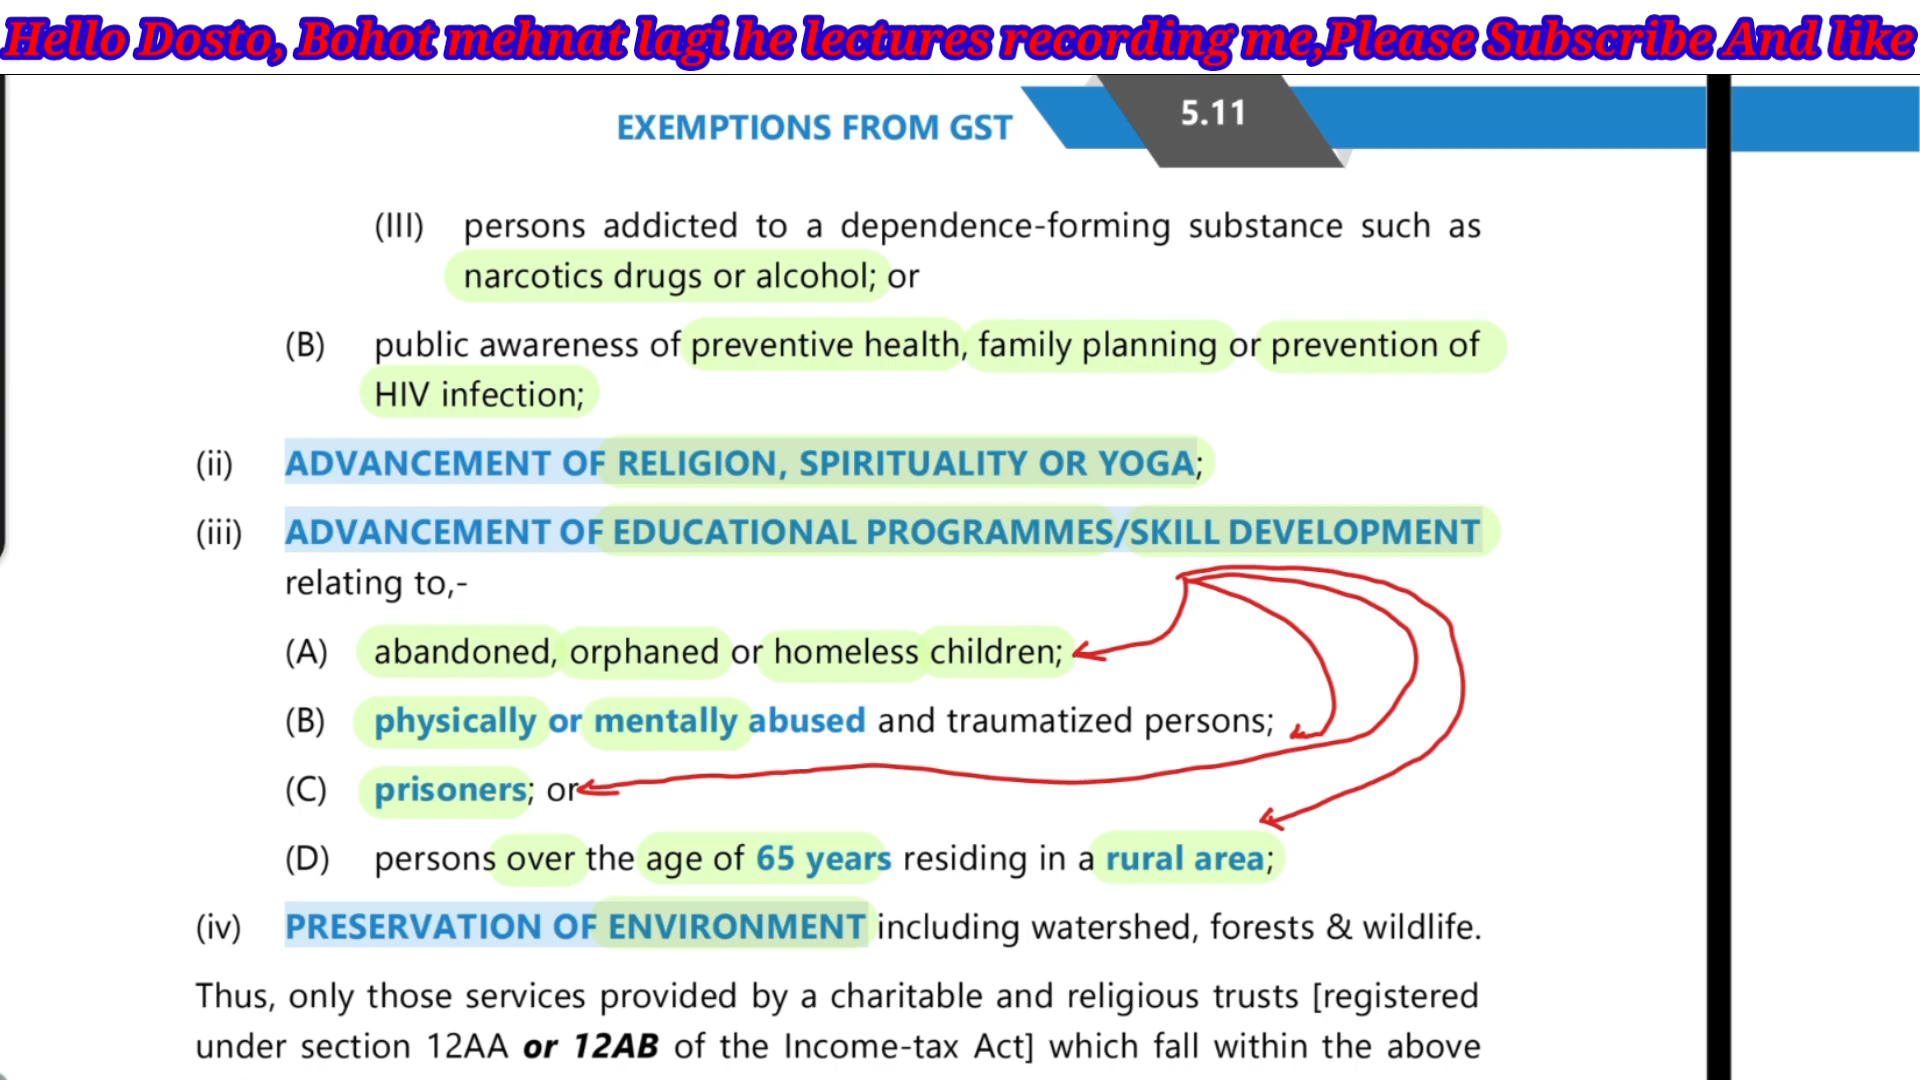 Hello Dosto, Bohot mehnat lagi he lectures recording me,Please Subscribe And like
EXEMPTIONS FROM GST
5.11
(III) persons addicted to a dependence-forming substance such as
narcotics drugs or alcohol; or
(B) public awareness of preventive health, family planning or prevention of
HIV infection;
(ii) ADVANCEMENT OF RELIGION, SPIRITUALITY OR YOGA;
(iii) ADVANCEMENT OF EDUCATIONAL PROGRAMMES/SKILL DEVELOPMENT
relating to,-
(A) abandoned, orphaned or homeless children;
(B) physically or mentally abused and traumatized persons;
(C) prisoners; or
(D) persons over the age of 65 years residing in a rural area;
(iv) PRESERVATION OF ENVIRONMENT including watershed, forests & wildlife.
Thus, only those services provided by a charitable and religious trusts [registered
under section 12AA or 12AB of the Income-tax Act] which fall within the above